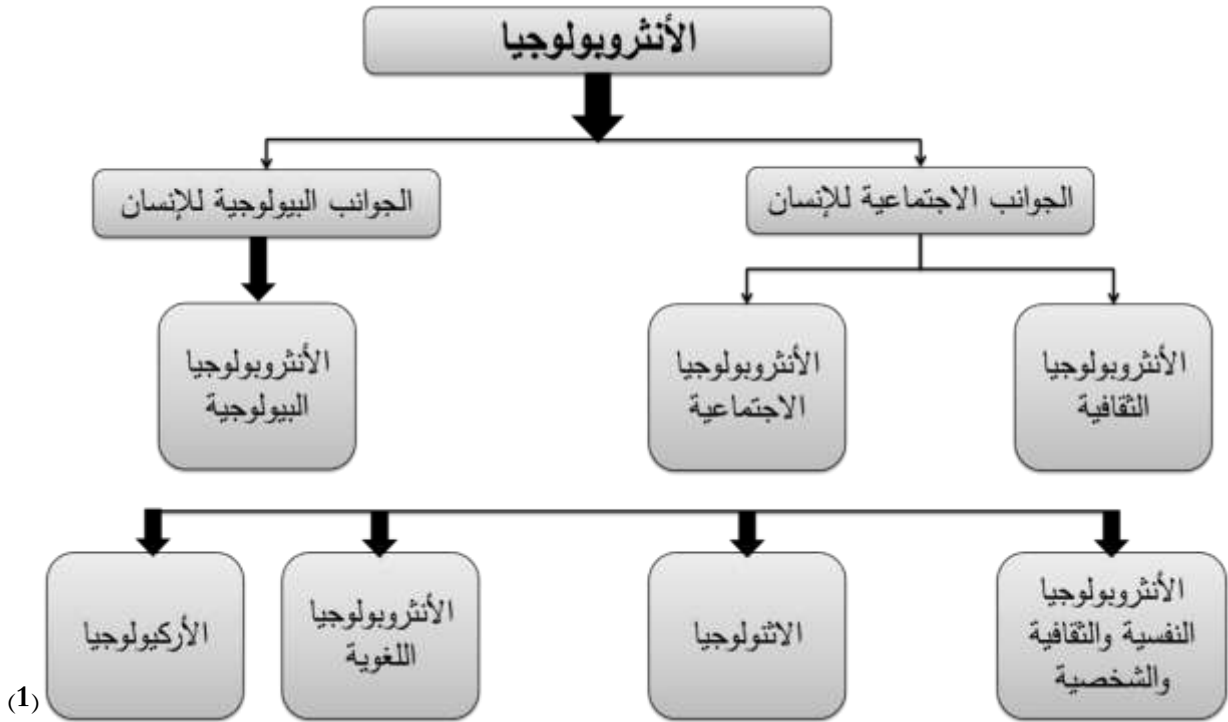 الأنثروبولوجيا
الجوانب الاجتماعية للإنسان
الجوانب البيولوجية للإنسان
الأنثروبولوجيا
الثقافية
الأنثروبولوجيا
الاجتماعية
الأنثروبولوجيا
البيولوجية
الأنثروبولوجيا
النفسية والثقافية
والشخصية
الاثنولوجيا
الأنثروبولوجيا
اللغوية
الأركيولوجيا
(1)